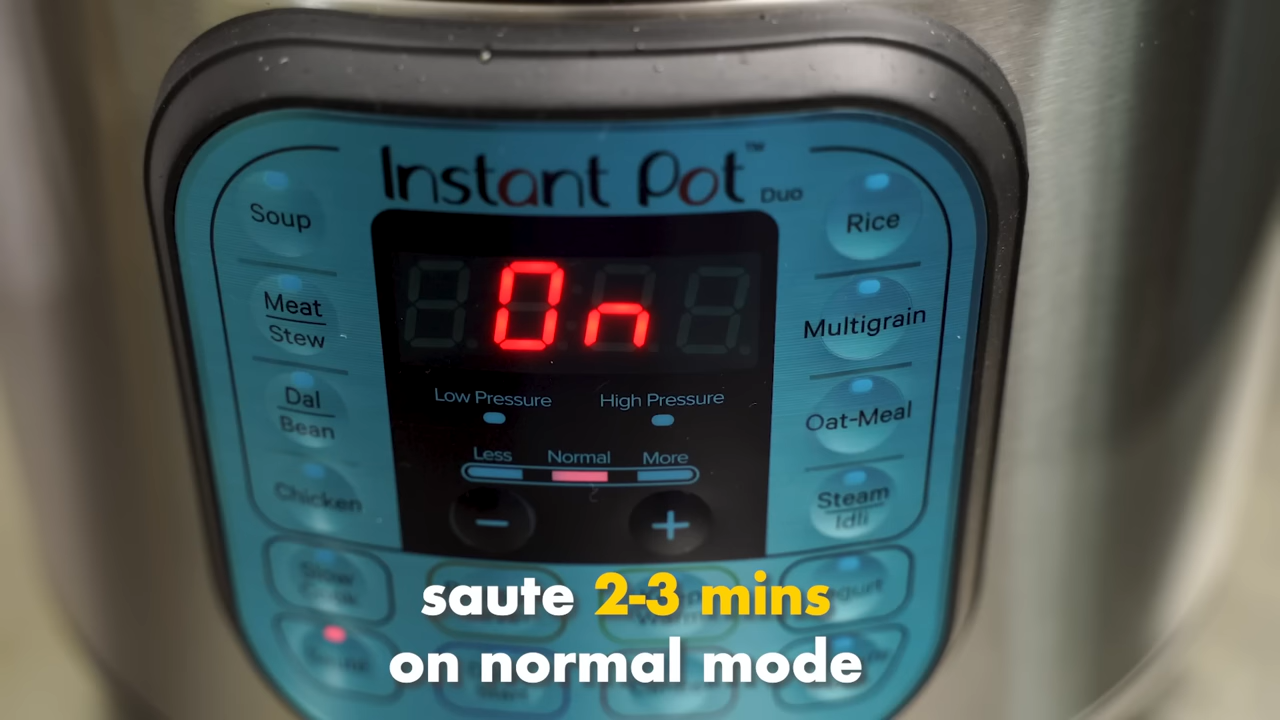 Instant Pot™ Duo
Soup
Meat
Stew
Dal
Bean
Chicken
On
Low Pressure
High Pressure
Less
Normal
More
−
+
Rice
Multigrain
Oat-Meal
Steam
Idli
saute 2-3 mins
on normal mode